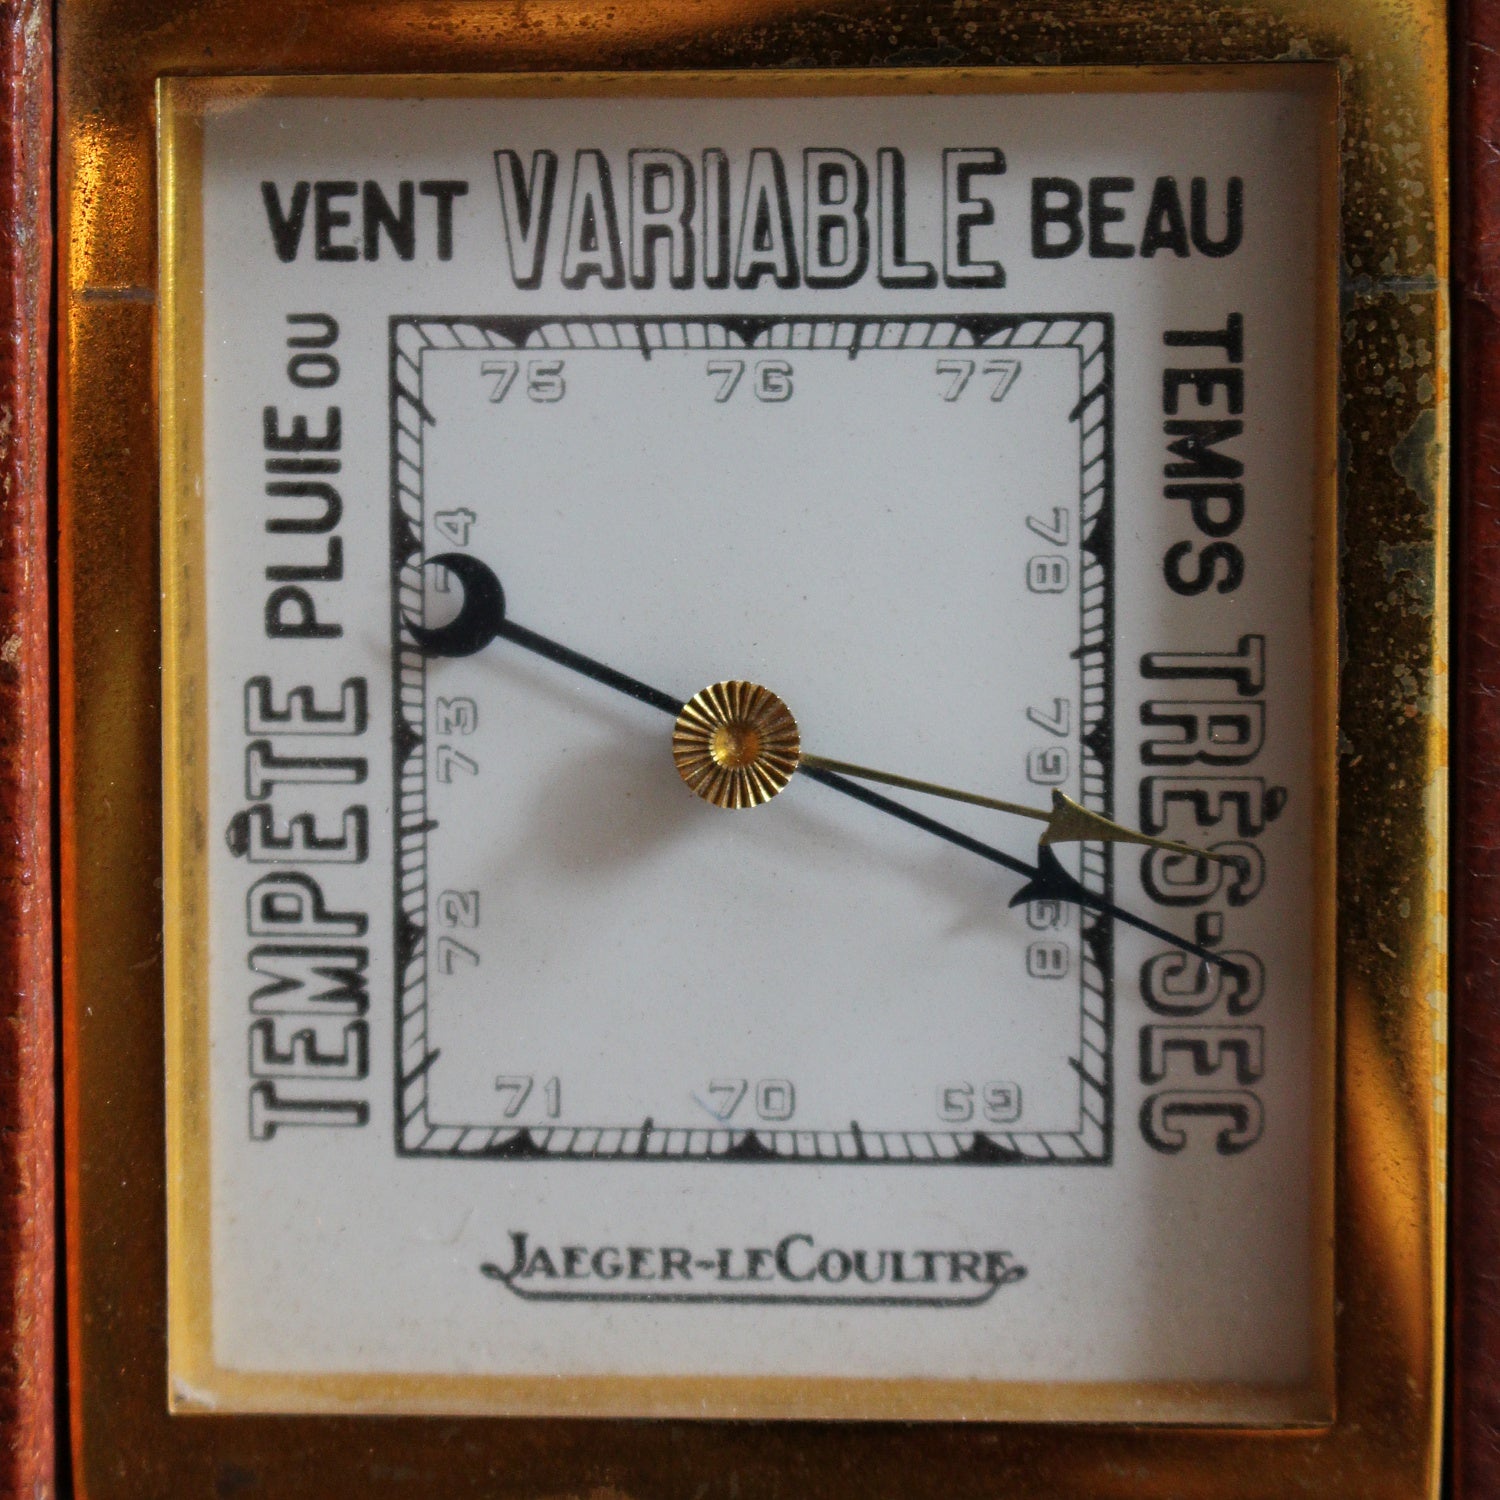 TEMPÊTE PLUIE OU
VENT VARIABLE BEAU
TEMPS TRÈS-SEC
75 76 77
74
78
73
79
72
68
71 70 69
JAEGER-LECOULTRE